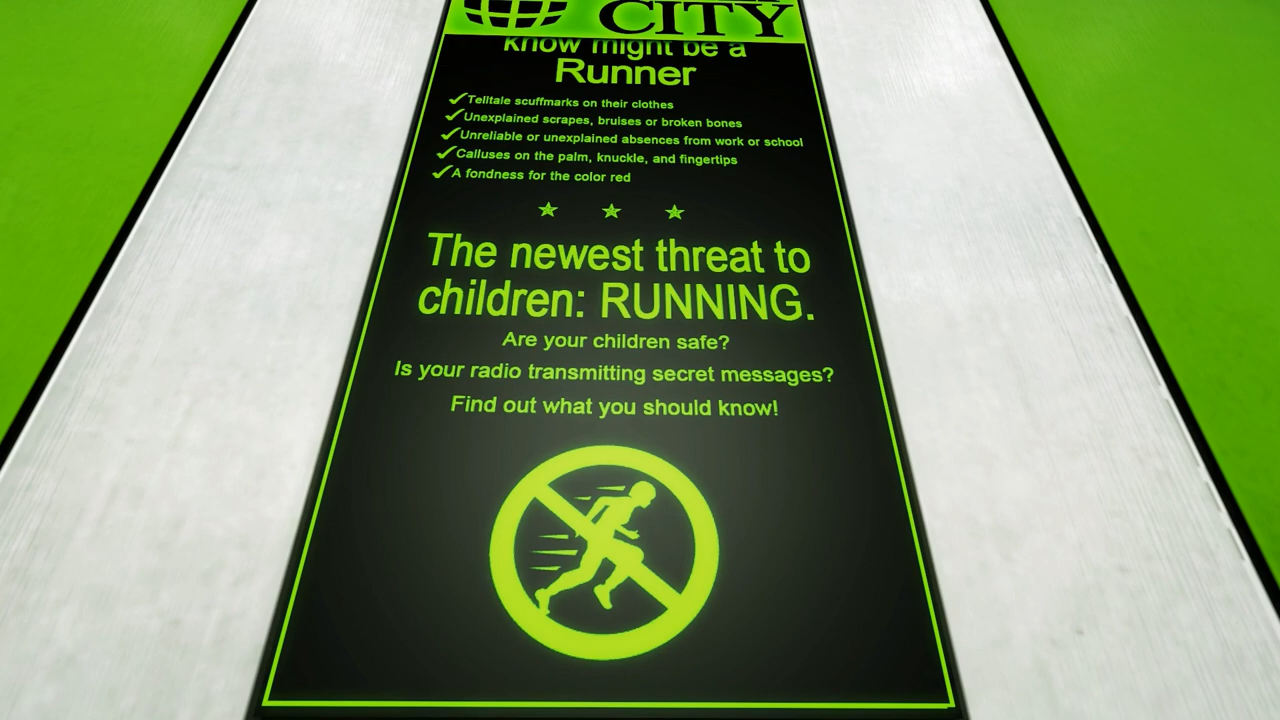 CITY
know might be a
Runner
Telltale scuffmarks on their clothes
Unexplained scrapes, bruises or broken bones
Unreliable or unexplained absences from work or school
Calluses on the palm, knuckle, and fingertips
A fondness for the color red
The newest threat to
children: RUNNING.
Are your children safe?
Is your radio transmitting secret messages?
Find out what you should know!